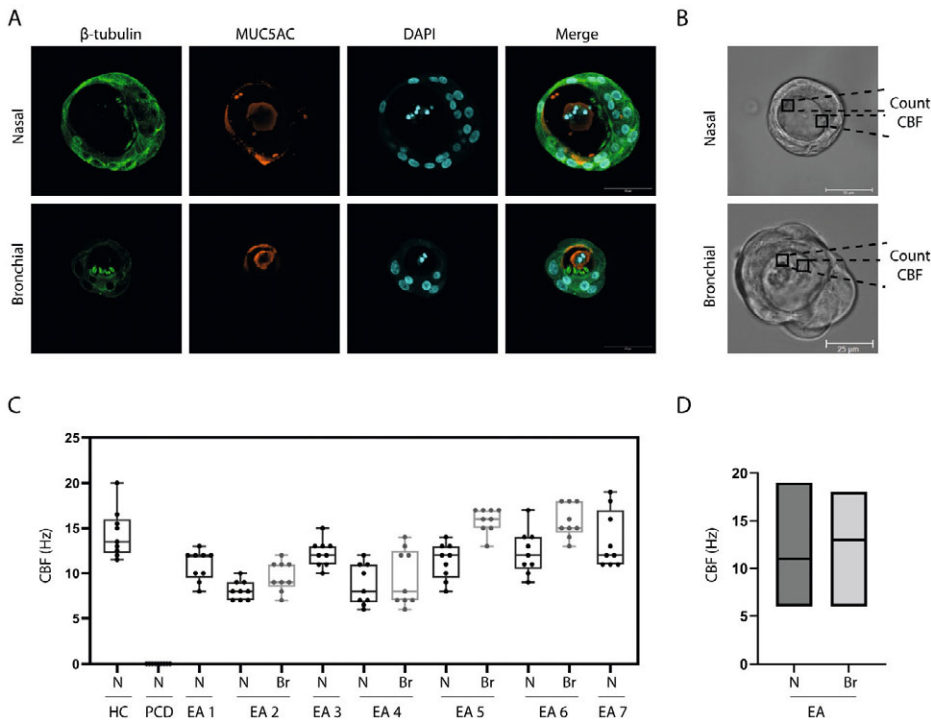 A
β-tubulin MUC5AC DAPI Merge
Nasal
Bronchial
B
Nasal
Count
CBF
Bronchial
Count
CBF
25 µm
C
CBF (Hz)
25
20
15
10
5
0
N N N N Br N N Br N Br N Br N
HC PCD EA 1 EA 2 EA 3 EA 4 EA 5 EA 6 EA 7
D
CBF (Hz)
20
15
10
5
0
N Br
EA